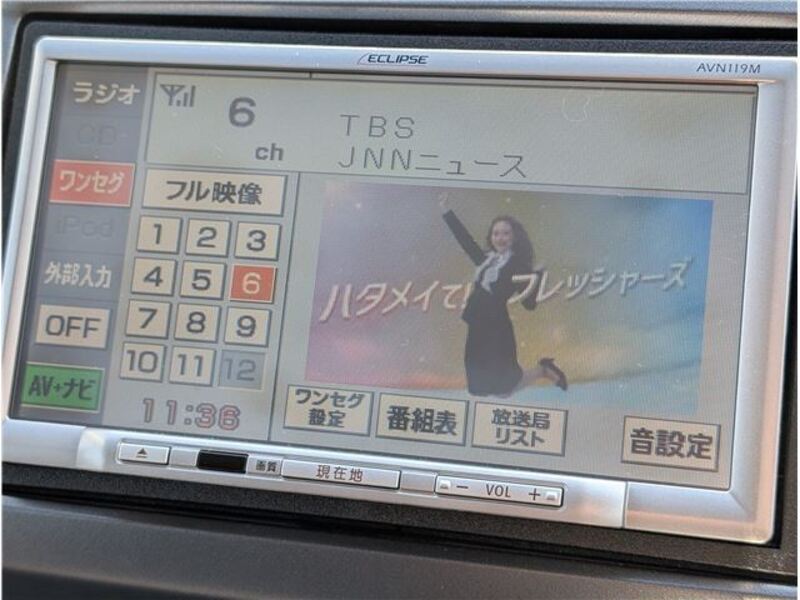 ECLIPSE
AVN119M
ラジオ
CD
ワンセグ
iPod
外部入力
OFF
AV+ナビ
6
ch
TBS
JNNニュース
フル映像
1 2 3
4 5 6
7 8 9
10 11 12
11:36
ハタメイて! フレッシャーズ
ワンセグ
設定
番組表
放送局
リスト
音設定
画質
現在地
− VOL +